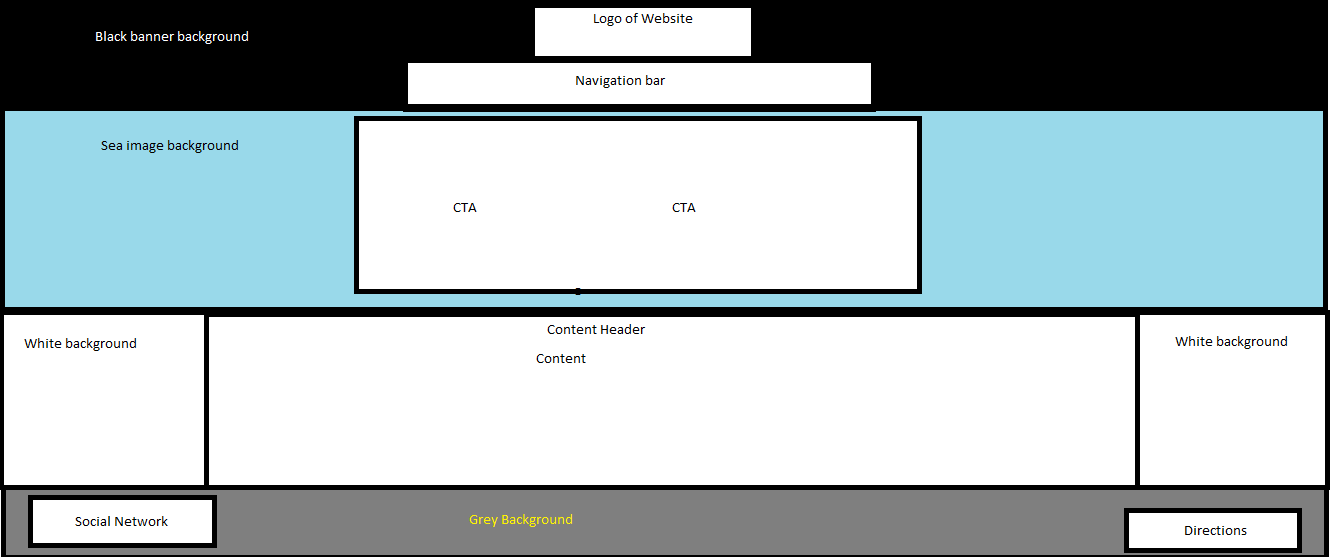 Logo of Website
Black banner background
Navigation bar
Sea image background
CTA
CTA
Content Header
White background
White background
Content
Social Network
Grey Background
Directions